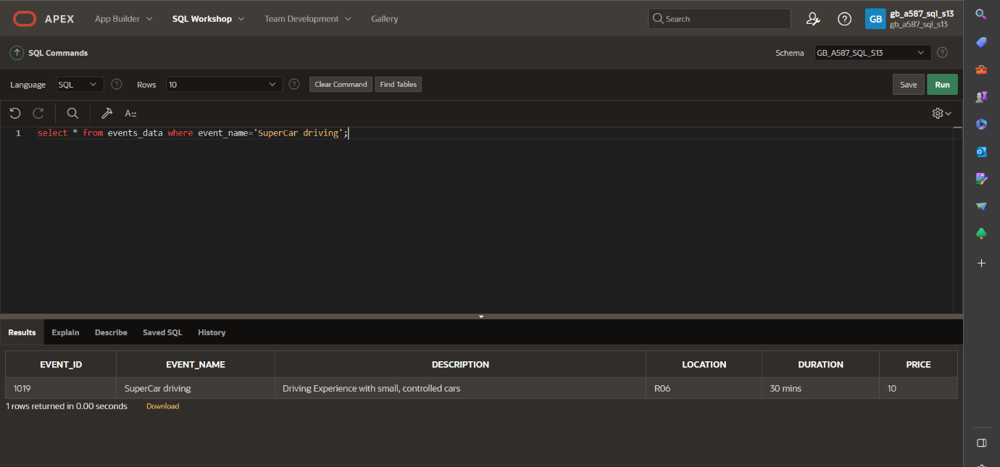 APEX App Builder SQL Workshop Team Development Gallery Search GB gb_a587_sql_s13
gb_a587_sql_s13
SQL Commands Schema GB_A587_SQL_S13
Language SQL Rows 10 Clear Command Find Tables Save Run
A::
1 select * from events_data where event_name='SuperCar driving';
Results Explain Describe Saved SQL History
EVENT_ID EVENT_NAME DESCRIPTION LOCATION DURATION PRICE
1019 SuperCar driving Driving Experience with small, controlled cars R06 30 mins 10
1 rows returned in 0.00 seconds Download